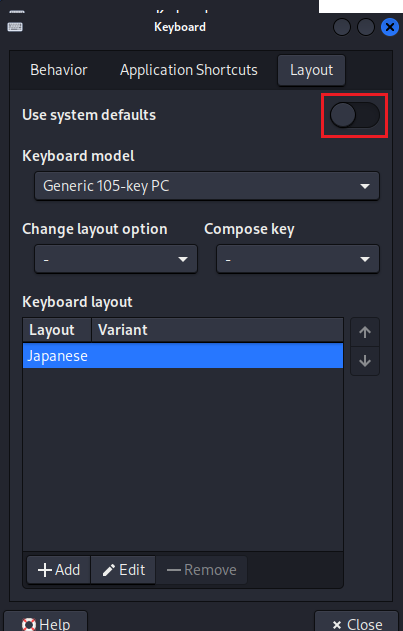 Keyboard
Behavior Application Shortcuts Layout
Use system defaults
Keyboard model
Generic 105-key PC
Change layout option Compose key
- -
Keyboard layout
Layout Variant
Japanese
Add Edit Remove
Help Close